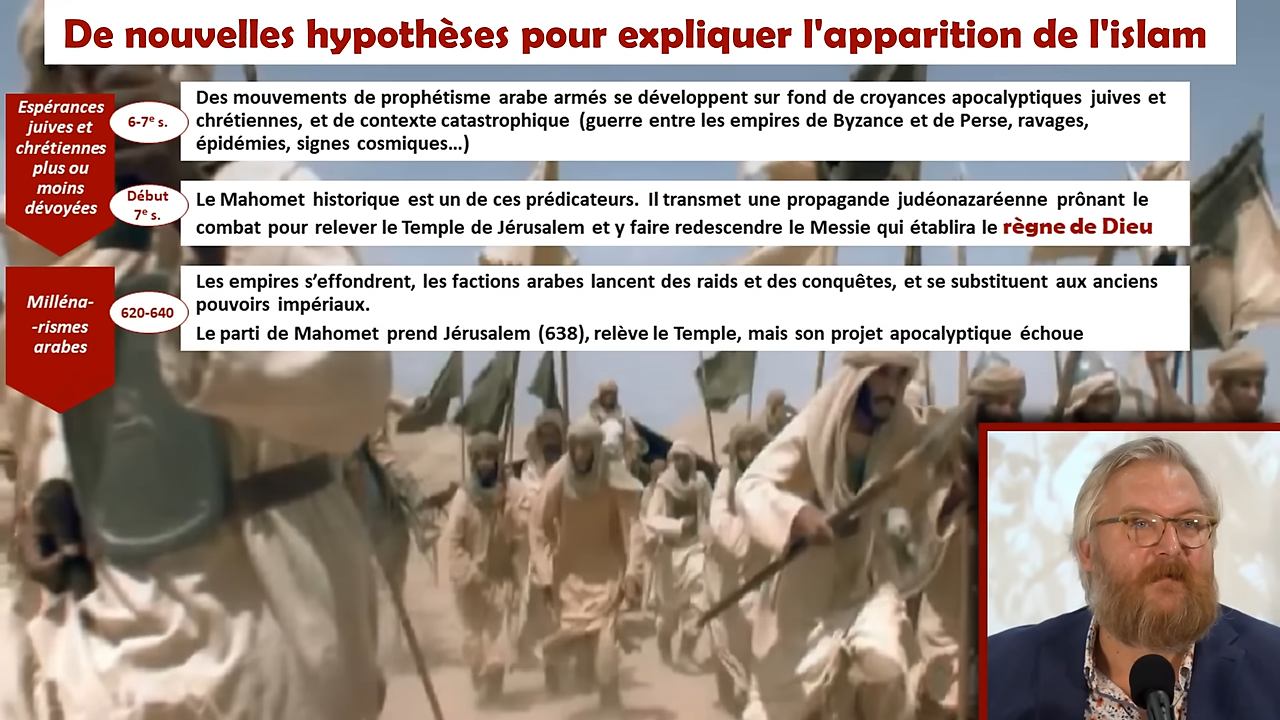 De nouvelles hypothèses pour expliquer l'apparition de l'islam
Espérances
juives et
chrétiennes
plus ou
moins
dévoyées
6-7e s.
Des mouvements de prophétisme arabe armés se développent sur fond de croyances apocalyptiques juives et
chrétiennes, et de contexte catastrophique (guerre entre les empires de Byzance et de Perse, ravages,
épidémies, signes cosmiques...)
Début
7e s.
Le Mahomet historique est un de ces prédicateurs. Il transmet une propagande judéonazaréenne prônant le
combat pour relever le Temple de Jérusalem et y faire redescendre le Messie qui établira le règne de Dieu
Milléna-
-rismes
arabes
620-640
Les empires s'effondrent, les factions arabes lancent des raids et des conquêtes, et se substituent aux anciens
pouvoirs impériaux.
Le parti de Mahomet prend Jérusalem (638), relève le Temple, mais son projet apocalyptique échoue